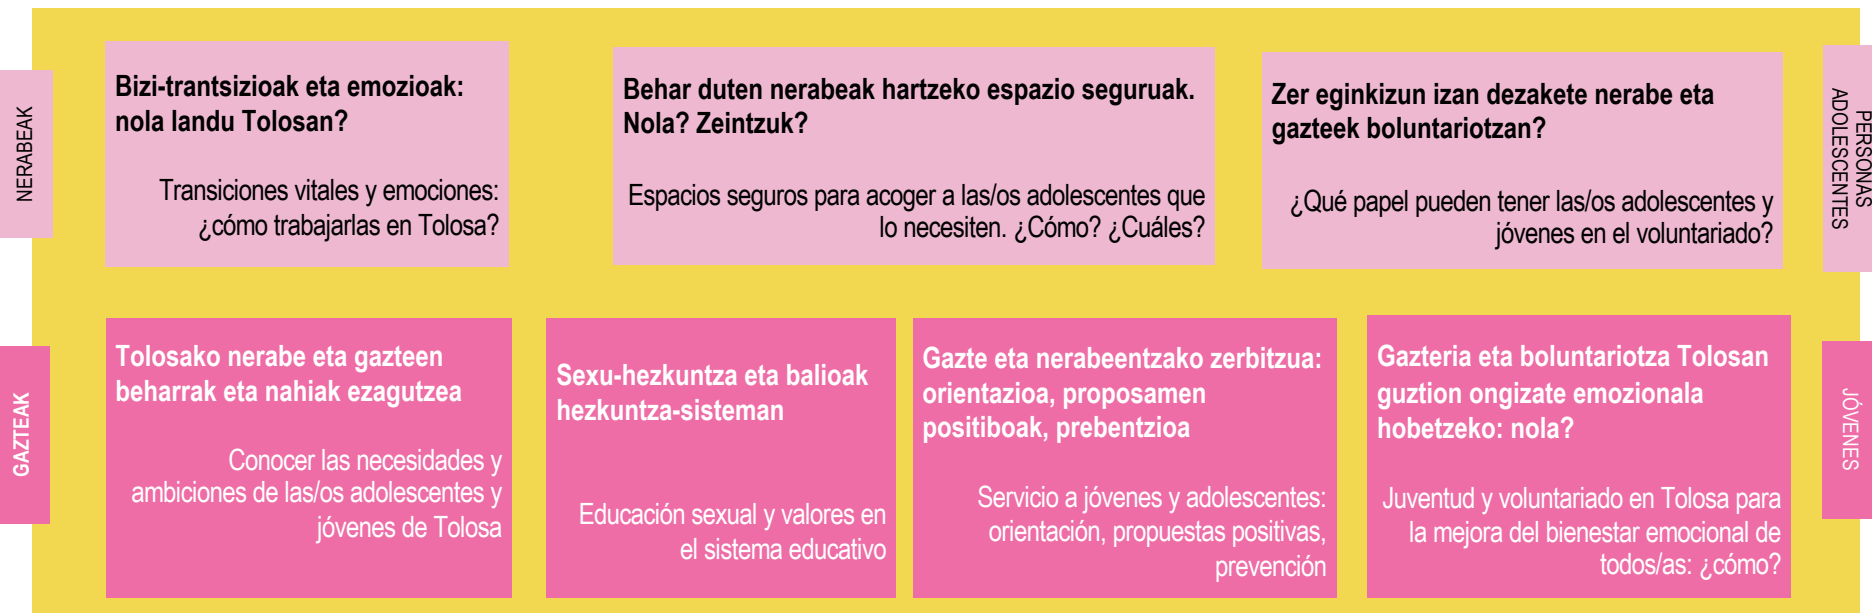 NERABEAK
Bizi-trantsizioak eta emozioak:
nola landu Tolosan?
Transiciones vitales y emociones:
¿cómo trabajarlas en Tolosa?
Behar duten nerabeak hartzeko espazio seguruak.
Nola? Zeintzuk?
Espacios seguros para acoger a las/os adolescentes que
lo necesiten. ¿Cómo? ¿Cuáles?
Zer eginkizun izan dezakete nerabe eta
gazteek boluntariotzan?
¿Qué papel pueden tener las/os adolescentes y
jóvenes en el voluntariado?
PERSONAS
ADOLESCENTES
GAZTEAK
Tolosako nerabe eta gazteen
beharrak eta nahiak ezagutzea
Conocer las necesidades y
ambiciones de las/os adolescentes y
jóvenes de Tolosa
Sexu-hezkuntza eta balioak
hezkuntza-sisteman
Educación sexual y valores en
el sistema educativo
Gazte eta nerabeentzako zerbitzua:
orientazioa, proposamen
positiboak, prebentzioa
Servicio a jóvenes y adolescentes:
orientación, propuestas positivas,
prevención
Gazteria eta boluntariotza Tolosan
guztion ongizate emozionala
hobetzeko: nola?
Juventud y voluntariado en Tolosa para
la mejora del bienestar emocional de
todos/as: ¿cómo?
JÓVENES